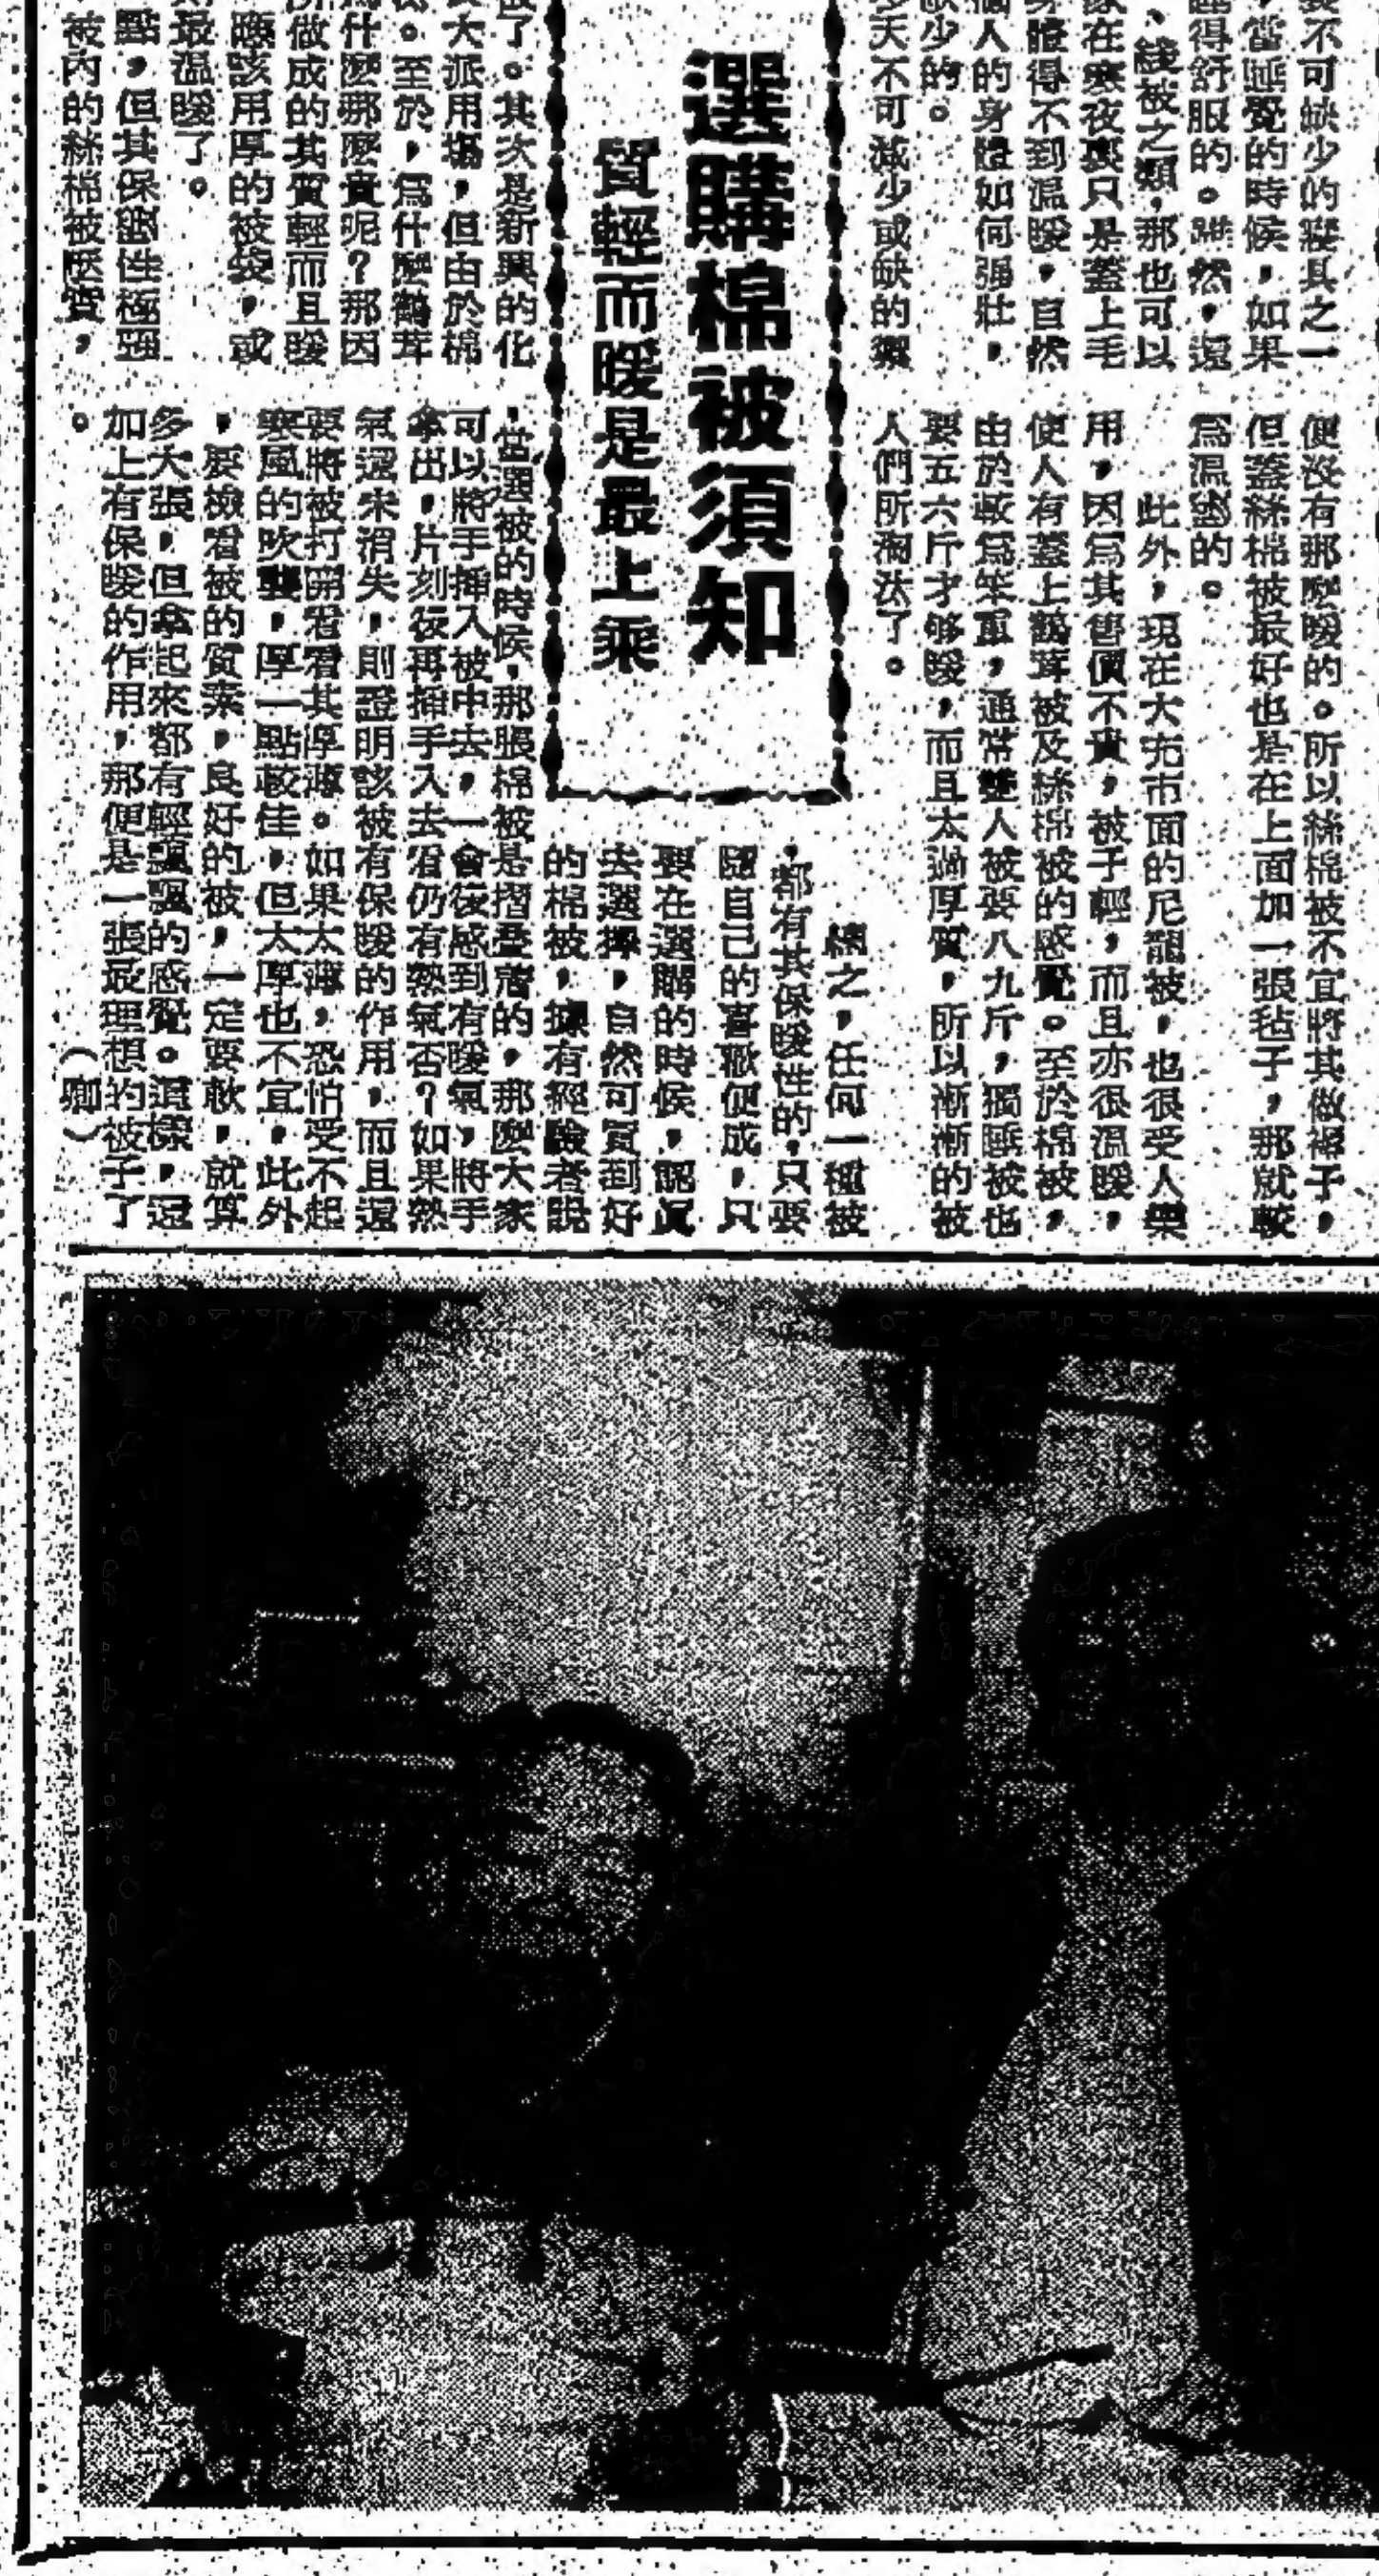 選購棉被須知
質輕而暖是最上乘
要不可缺少的寢具之一
，當睡覺的時候，如果
睡得舒服的。雖然，還
、錢被之類，那也可以
家在寒夜裏只是蓋上毛
身體得不到溫暖，自然
個人的身體如何强壯，
缺少的。
冬天不可減少或缺的禦
其次是新興的化
大派用塲，但由於棉
。至於，爲什麼鶴茸
爲什麼那麼貴呢？那因
所做成的其質輕而且暖
應該用厚的被袋，或
則最溫暖了。
點，但其保暖性極强
被內的絲棉被壓實，
便沒有那麼暖的。所以絲棉被不宜將其做褥子，
但蓋絲棉被最好也是在上面加一張毡子，那就較
爲溫暖的。
此外，現在大充市面的尼龍被，也很受人樂
用，因爲其售價不貴，被子輕，而且亦很溫暖，
使人有蓋上鶴茸被及絲棉被的感覺。至於棉被，
由於較爲笨重，通常雙人被要八九斤，獨睡被也
要五六斤才够暖，而且太過厚質，所以漸漸的被
人們所淘汰了。
總之，任何一種被
，都有其保暖性的，只要
隨自己的喜歡便成，只
要在選購的時候，認眞
去選擇，自然可買到好
的棉被，據有經驗者說
，當選被的時候，那張棉被是摺疊着的，那麼大家
可以將手插入被中去，一會後感到有暖氣，將手
拿出，片刻後再插手入去看仍有熱氣否？如果熱
氣還未消失，則證明該被有保暖的作用，而且還
要將被打開看看其厚薄。如果太薄，恐怕受不起
寒風的吹襲，厚一點較佳，但太厚也不宜，此外
，要檢看被的質素，良好的被，一定要軟，就算
多大張，但拿起來都有輕飄飄的感覺。這樣，這
加上有保暖的作用，那便是一張最理想的被子了
。（卿）